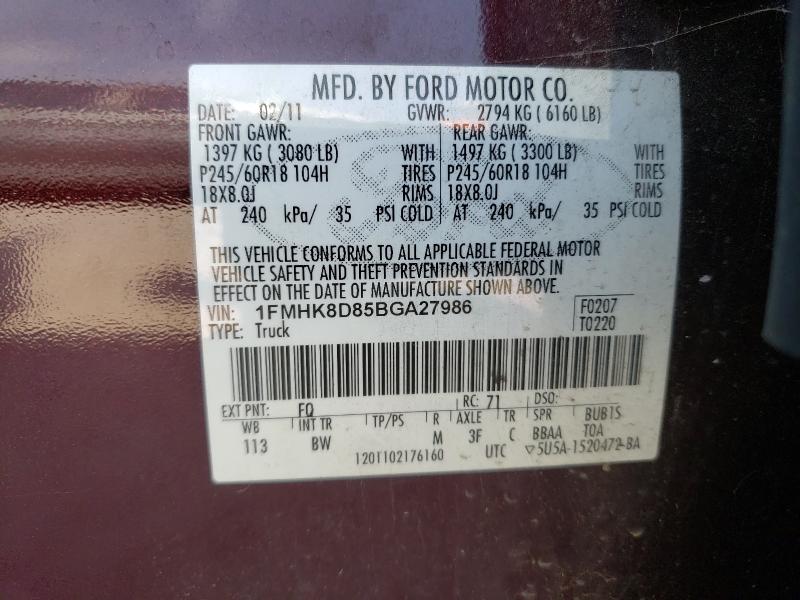 MFD. BY FORD MOTOR CO.
DATE: 02/11 GVWR: 2794 KG ( 6160 LB)
FRONT GAWR: REAR GAWR:
1397 KG ( 3080 LB) WITH 1497 KG ( 3300 LB) WITH
P245/60R18 104H TIRES P245/60R18 104H TIRES
18X8.0J RIMS 18X8.0J RIMS
AT 240 kPa/ 35 PSI COLD AT 240 kPa/ 35 PSI COLD
THIS VEHICLE CONFORMS TO ALL APPLICABLE FEDERAL MOTOR
VEHICLE SAFETY AND THEFT PREVENTION STANDARDS IN
EFFECT ON THE DATE OF MANUFACTURE SHOWN ABOVE.
VIN: 1FMHK8D85BGA27986 F0207
TYPE: Truck T0220
EXT PNT: FQ RC: 71 DSO:
WB INT TR TP/PS R AXLE TR SPR BUB1S
113 BW M 3F C BBAA TOA
1201102176160 UTC ▽5U5A-1520472-BA